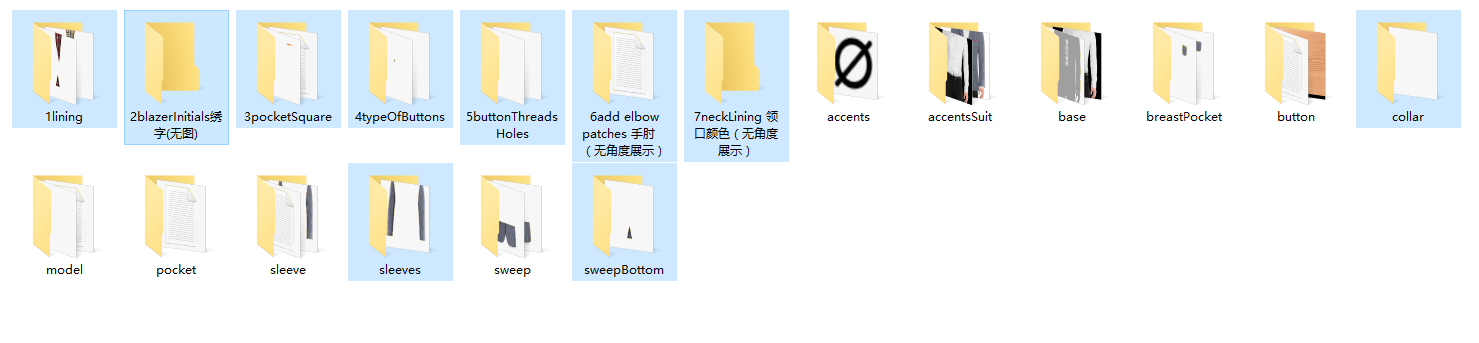 1lining
2blazerInitials绣
字(无图)
3pocketSquare
4typeOfButtons
5buttonThreads
Holes
6add elbow
patches 手肘
（无角度展示）
7neckLining 领
口颜色（无角度
展示）
accents
accentsSuit
base
breastPocket
button
collar
model
pocket
sleeve
sleeves
sweep
sweepBottom